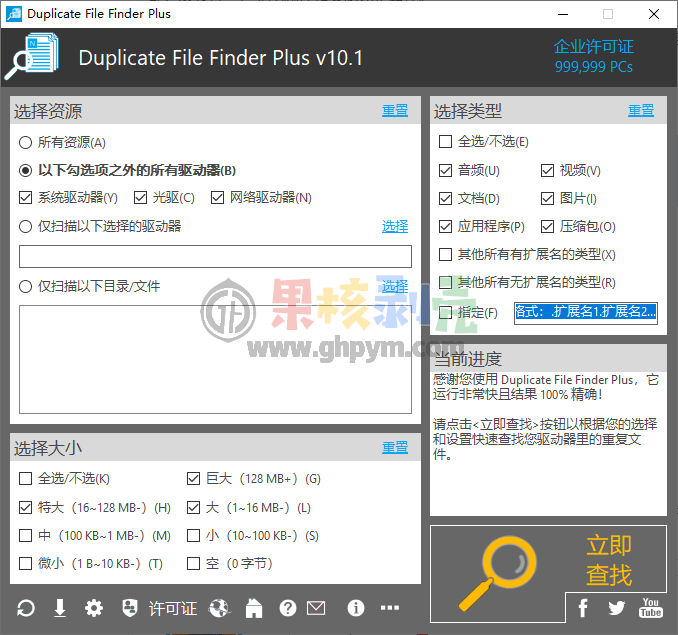 Duplicate File Finder Plus
Duplicate File Finder Plus v10.1
企业许可证
999,999 PCs
选择资源
重置
所有资源(A)
以下勾选项之外的所有驱动器(B)
系统驱动器(Y)
光驱(C)
网络驱动器(N)
仅扫描以下选择的驱动器
选择
仅扫描以下目录/文件
选择
选择大小
重置
全选/不选(K)
巨大（128 MB+）(G)
特大（16~128 MB-）(H)
大（1~16 MB-）(L)
中（100 KB~1 MB-）(M)
小（10~100 KB-）(S)
微小（1 B~10 KB-）(T)
空（0 字节）
选择类型
重置
全选/不选(E)
音频(U)
视频(V)
文档(D)
图片(I)
应用程序(P)
压缩包(O)
其他所有有扩展名的类型(X)
其他所有无扩展名的类型(R)
指定(F)
格式：.扩展名1.扩展名2...
果核剥壳
www.ghpym.com
当前进度
感谢您使用 Duplicate File Finder Plus，它
运行非常快且结果 100% 精确！
请点击<立即查找>按钮以根据您的选择
和设置快速查找您驱动器里的重复文
件。
立即
查找
许可证
You
Tube